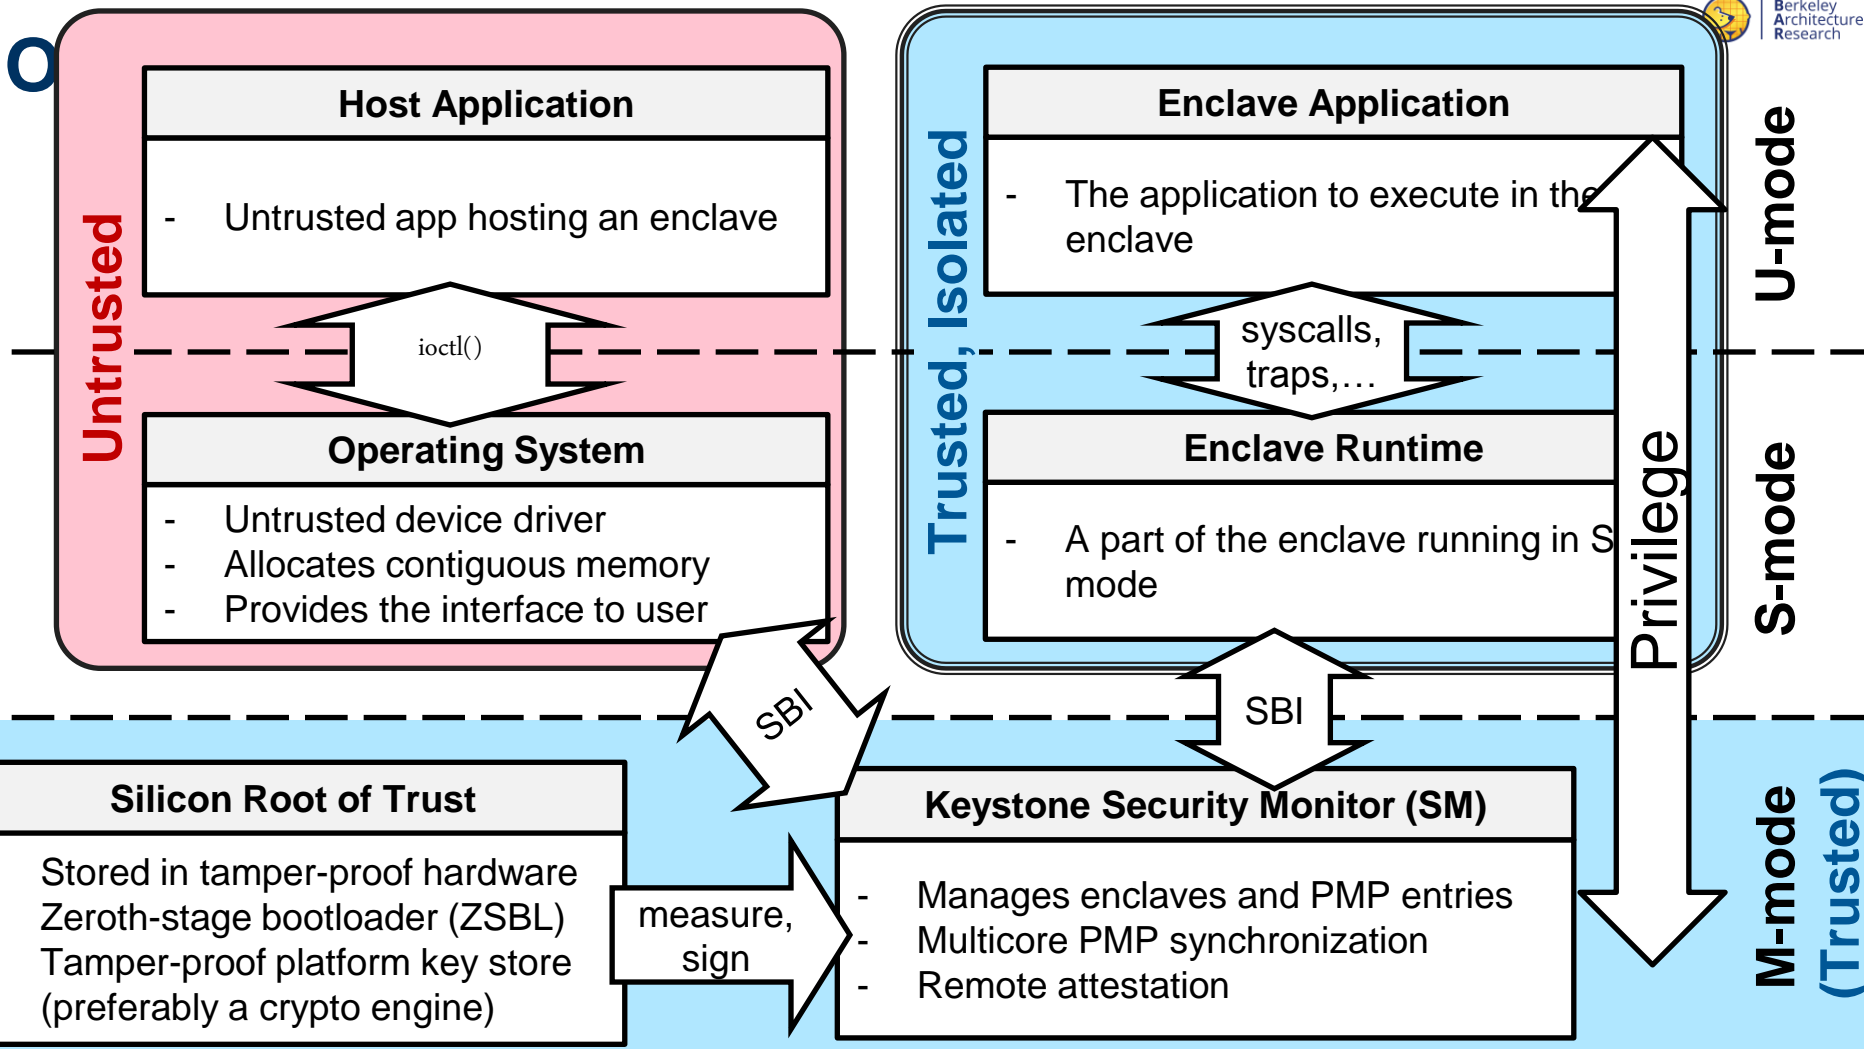 O
Berkeley
Architecture
Research
Untrusted
Host Application
- Untrusted app hosting an enclave
ioctl()
Operating System
- Untrusted device driver
- Allocates contiguous memory
- Provides the interface to user
Trusted, Isolated
Enclave Application
- The application to execute in the
enclave
syscalls,
traps,…
Enclave Runtime
- A part of the enclave running in S
mode
Privilege
U-mode
S-mode
SBI
SBI
Silicon Root of Trust
Stored in tamper-proof hardware
Zeroth-stage bootloader (ZSBL)
Tamper-proof platform key store
(preferably a crypto engine)
measure,
sign
Keystone Security Monitor (SM)
- Manages enclaves and PMP entries
- Multicore PMP synchronization
- Remote attestation
M-mode
(Trusted)